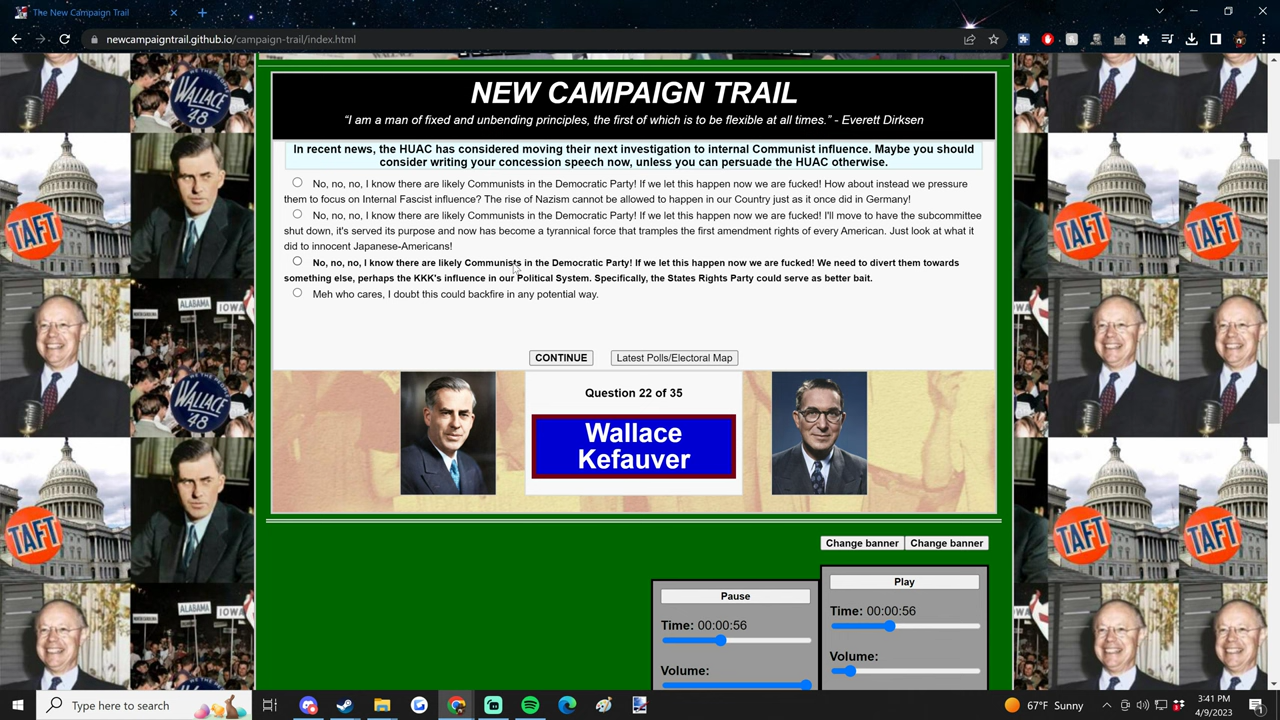 The New Campaign Trail
newcampaigntrail.github.io/campaign-trail/index.html
NEW CAMPAIGN TRAIL
“I am a man of fixed and unbending principles, the first of which is to be flexible at all times.” - Everett Dirksen
In recent news, the HUAC has considered moving their next investigation to internal Communist influence. Maybe you should
consider writing your concession speech now, unless you can persuade the HUAC otherwise.
No, no, no, I know there are likely Communists in the Democratic Party! If we let this happen now we are fucked! How about instead we pressure
them to focus on Internal Fascist influence? The rise of Nazism cannot be allowed to happen in our Country just as it once did in Germany!
No, no, no, I know there are likely Communists in the Democratic Party! If we let this happen now we are fucked! I'll move to have the subcommittee
shut down, it's served its purpose and now has become a tyrannical force that tramples the first amendment rights of every American. Just look at what it
did to innocent Japanese-Americans!
No, no, no, I know there are likely Communists in the Democratic Party! If we let this happen now we are fucked! We need to divert them towards
something else, perhaps the KKK's influence in our Political System. Specifically, the States Rights Party could serve as better bait.
Meh who cares, I doubt this could backfire in any potential way.
CONTINUE
Latest Polls/Electoral Map
Question 22 of 35
Wallace
Kefauver
Change banner
Change banner
Pause
Time: 00:00:56
Volume:
Play
Time: 00:00:56
Volume:
WALLACE
'48
TAFT
ALABAMA
IOWA
Type here to search
67°F Sunny
3:41 PM
4/9/2023